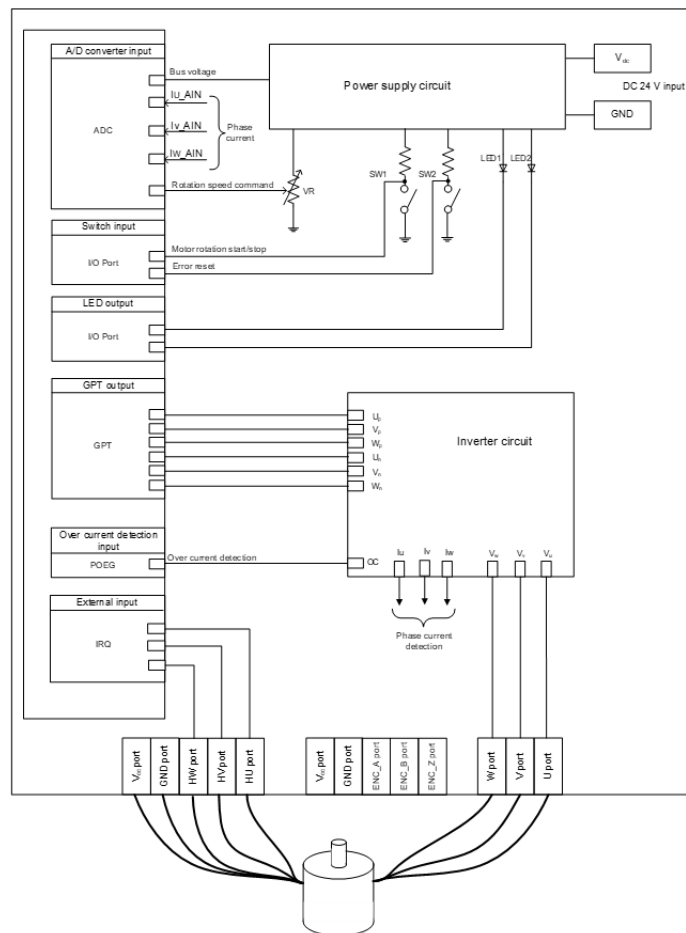 A/D converter input
ADC
Bus voltage
IU_AIN
IV_AIN
IW_AIN
Phase
current
Rotation speed command
VR
Power supply circuit
Vdc
DC 24 V input
GND
SW1
SW2
LED1
LED2
Switch input
I/O Port
Motor rotation start/stop
Error reset
LED output
I/O Port
GPT output
GPT
Up
Vp
Wp
Un
Vn
Wn
Inverter circuit
Over current detection
input
POEG
Over current detection
OC
Iu
Iv
Iw
Vw
Vv
Vu
Phase current
detection
External input
IRQ
Vcc port
GND port
HW port
HV port
HU port
Vcc port
GND port
ENC_A port
ENC_B port
ENC_Z port
W port
V port
U port